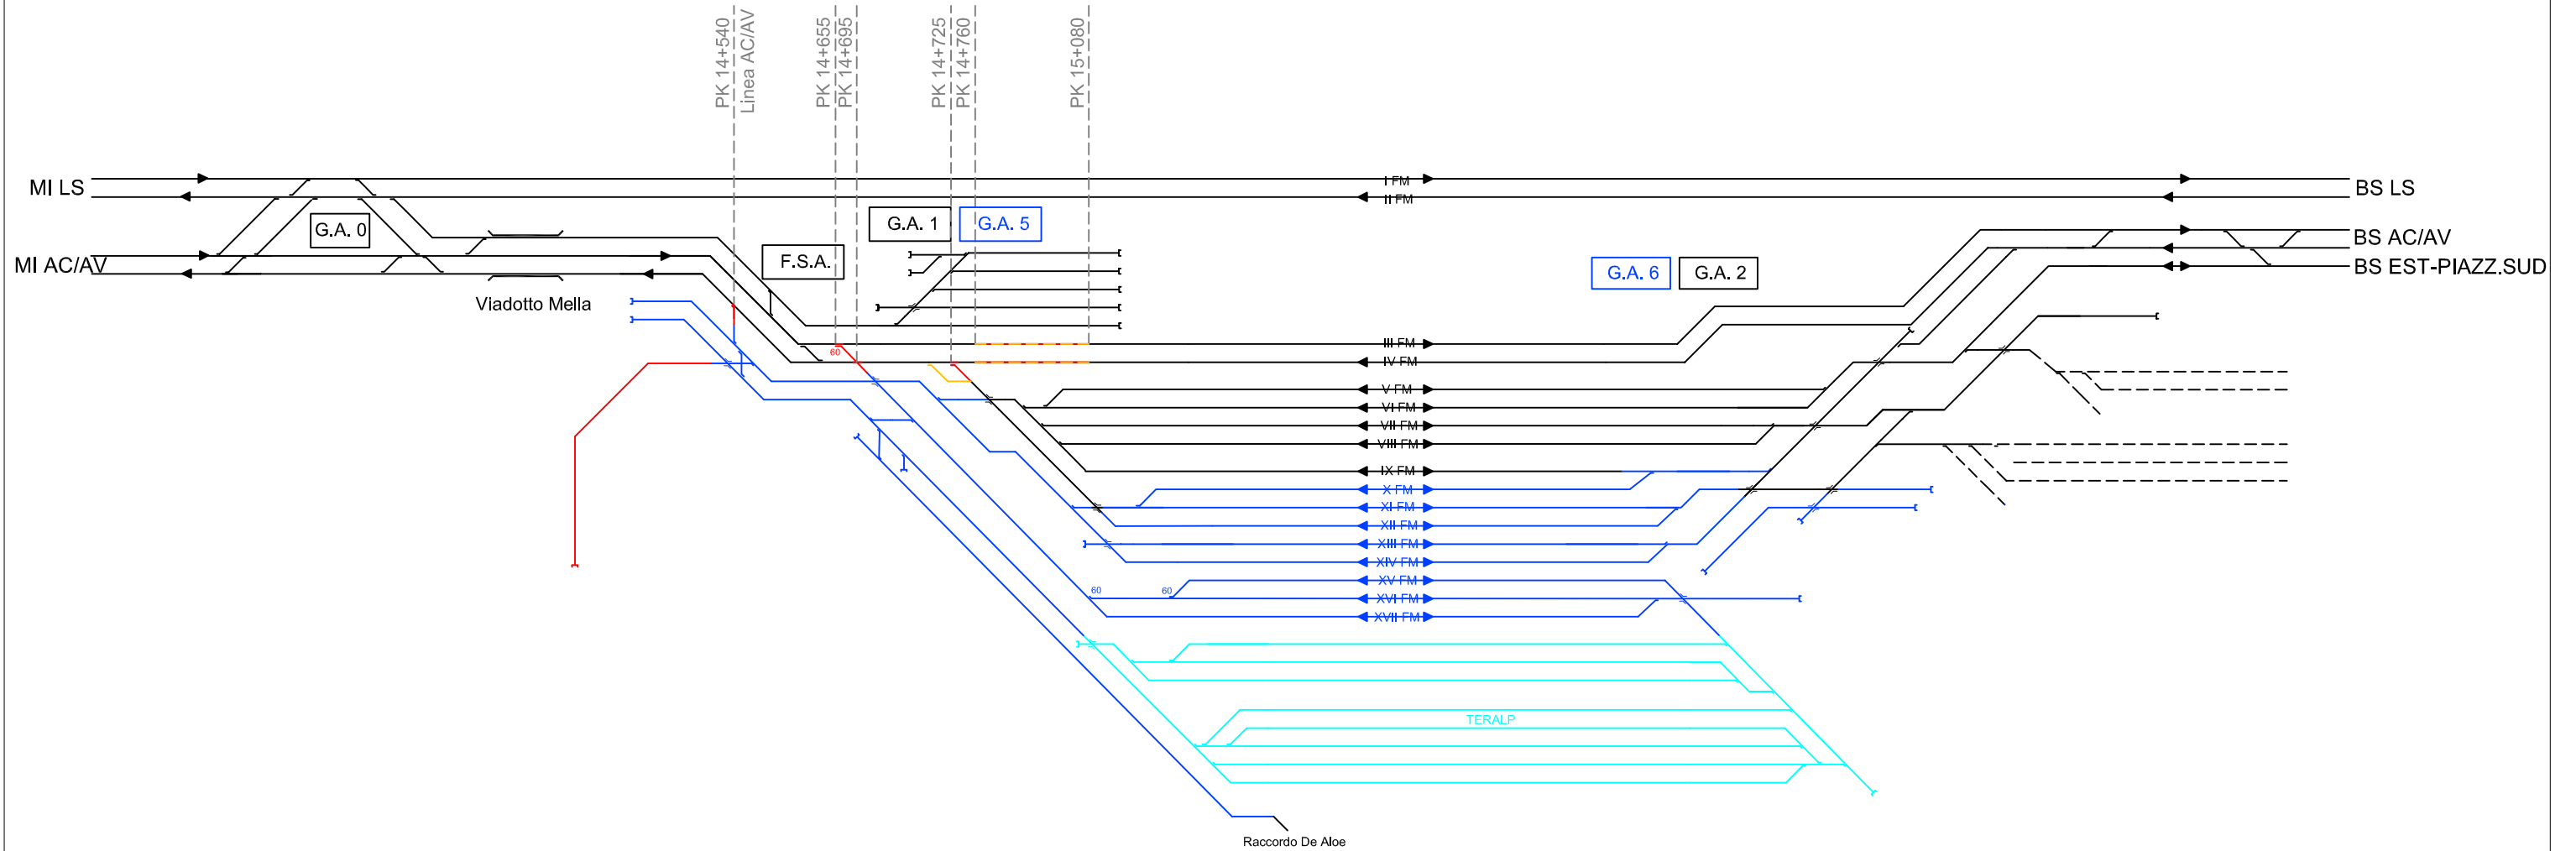 PK 14+540
Linea AC/AV
PK 14+655
PK 14+695
PK 14+725
PK 14+760
PK 15+080
MI LS
I FM
II FM
BS LS
G.A. 0
G.A. 1
G.A. 5
MI AC/AV
F.S.A.
BS AC/AV
BS EST-PIAZZ.SUD
G.A. 6
G.A. 2
Viadotto Mella
60
III FM
IV FM
V FM
VI FM
VII FM
VIII FM
IX FM
X FM
XI FM
XII FM
XIII FM
XIV FM
XV FM
60
60
XVI FM
XVII FM
TERALP
Raccordo De Aloe